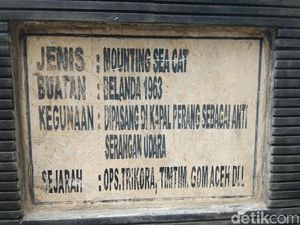 JENIS : MOUNTING SEA CAT
BUATAN : BELANDA 1963
KEGUNAAN : DIPASANG DI KAPAL PERANG SEBAGAI ANTI
SERANGAN UDARA
SEJARAH : OPS.TRIKORA, TIMTIM, GOM ACEH DLL
detikcom